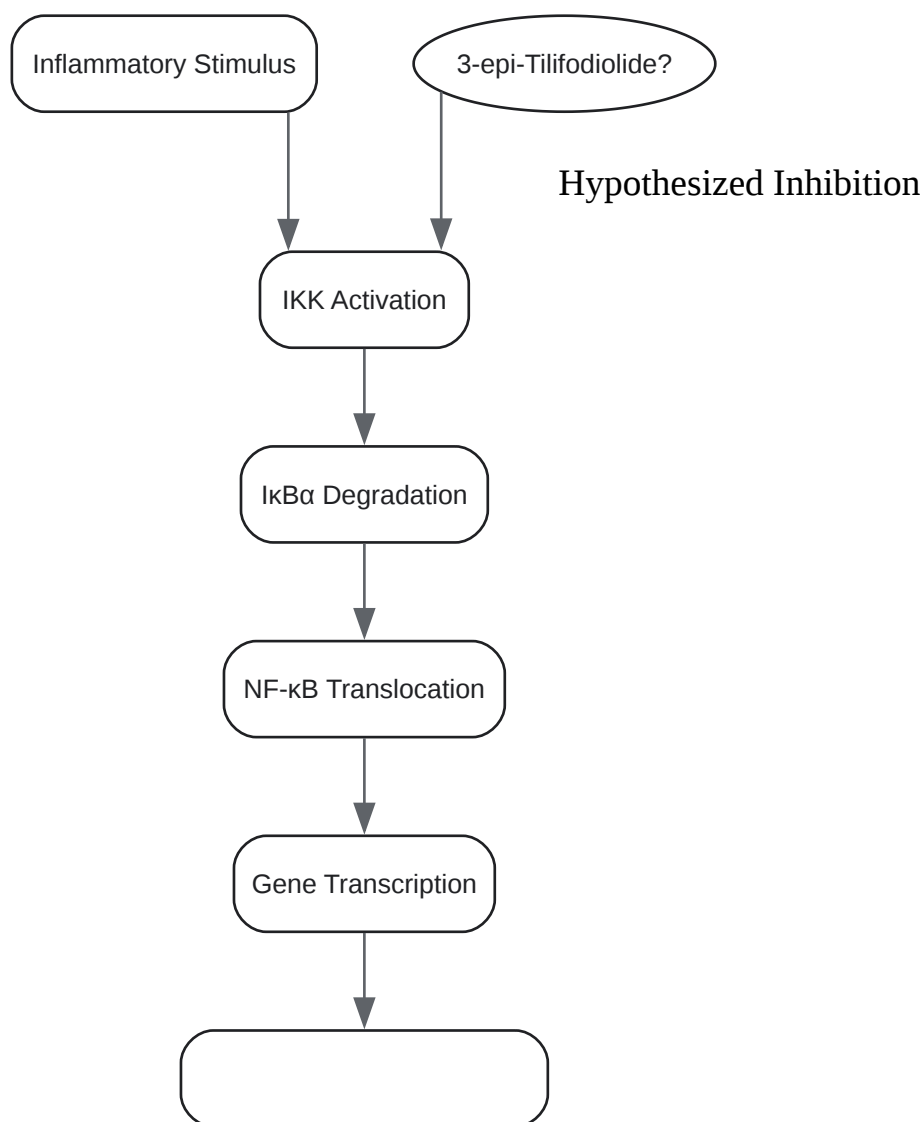 Inflammatory Stimulus
3-epi-Tilifodiolide?
Hypothesized Inhibition
IKK Activation
IκBα Degradation
NF-κB Translocation
Gene Transcription